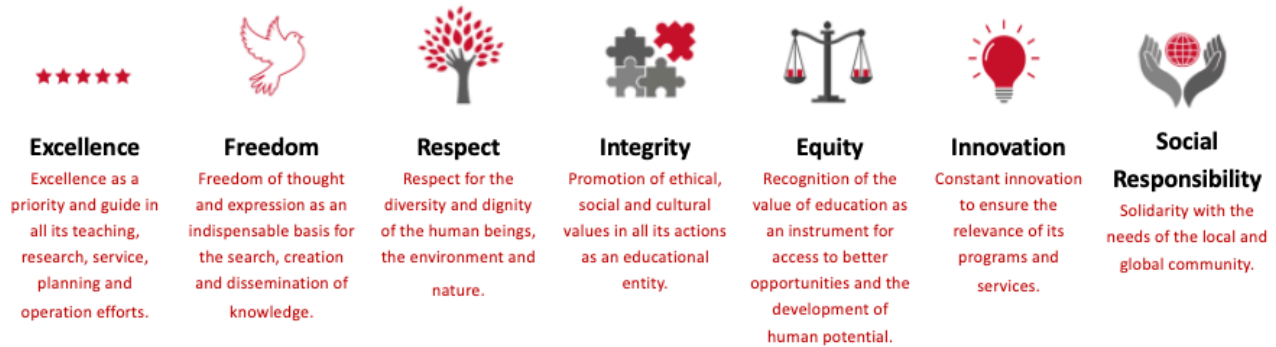 Excellence
Excellence as a
priority and guide in
all its teaching,
research, service,
planning and
operation efforts.
Freedom
Freedom of thought
and expression as an
indispensable basis for
the search, creation
and dissemination of
knowledge.
Respect
Respect for the
diversity and dignity
of the human beings,
the environment and
nature.
Integrity
Promotion of ethical,
social and cultural
values in all its actions
as an educational
entity.
Equity
Recognition of the
value of education as
an instrument for
access to better
opportunities and the
development of
human potential.
Innovation
Constant innovation
to ensure the
relevance of its
programs and
services.
Social
Responsibility
Solidarity with the
needs of the local and
global community.